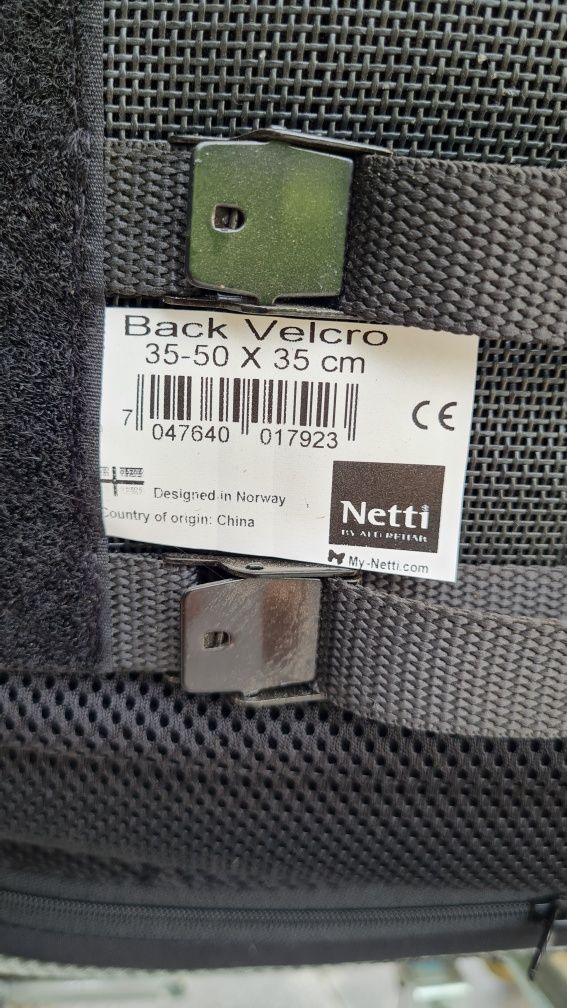 Back Velcro
35-50 X 35 cm
7 047640 017923
CE
Designed in Norway
Country of origin: China
Netti
BY ALU REHAB
My-Netti.com